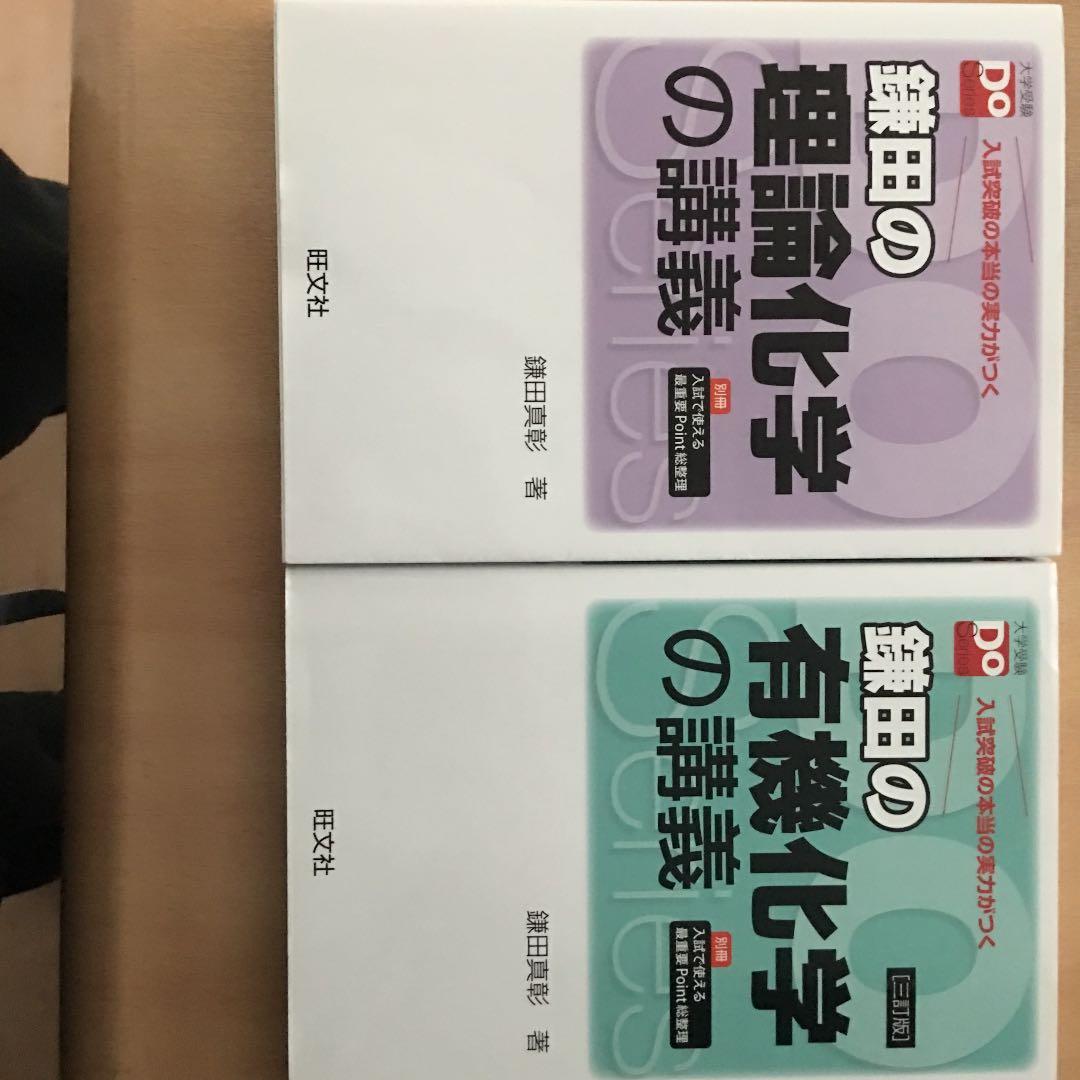 大学受験
Do Series
入試突破の本当の実力がつく
鎌田の
理論化学
の講義
別冊
入試で使える
最重要Point総整理
鎌田真彰 著
旺文社
大学受験
Do Series
入試突破の本当の実力がつく
鎌田の
有機化学
の講義
[三訂版]
別冊
入試で使える
最重要Point総整理
鎌田真彰 著
旺文社